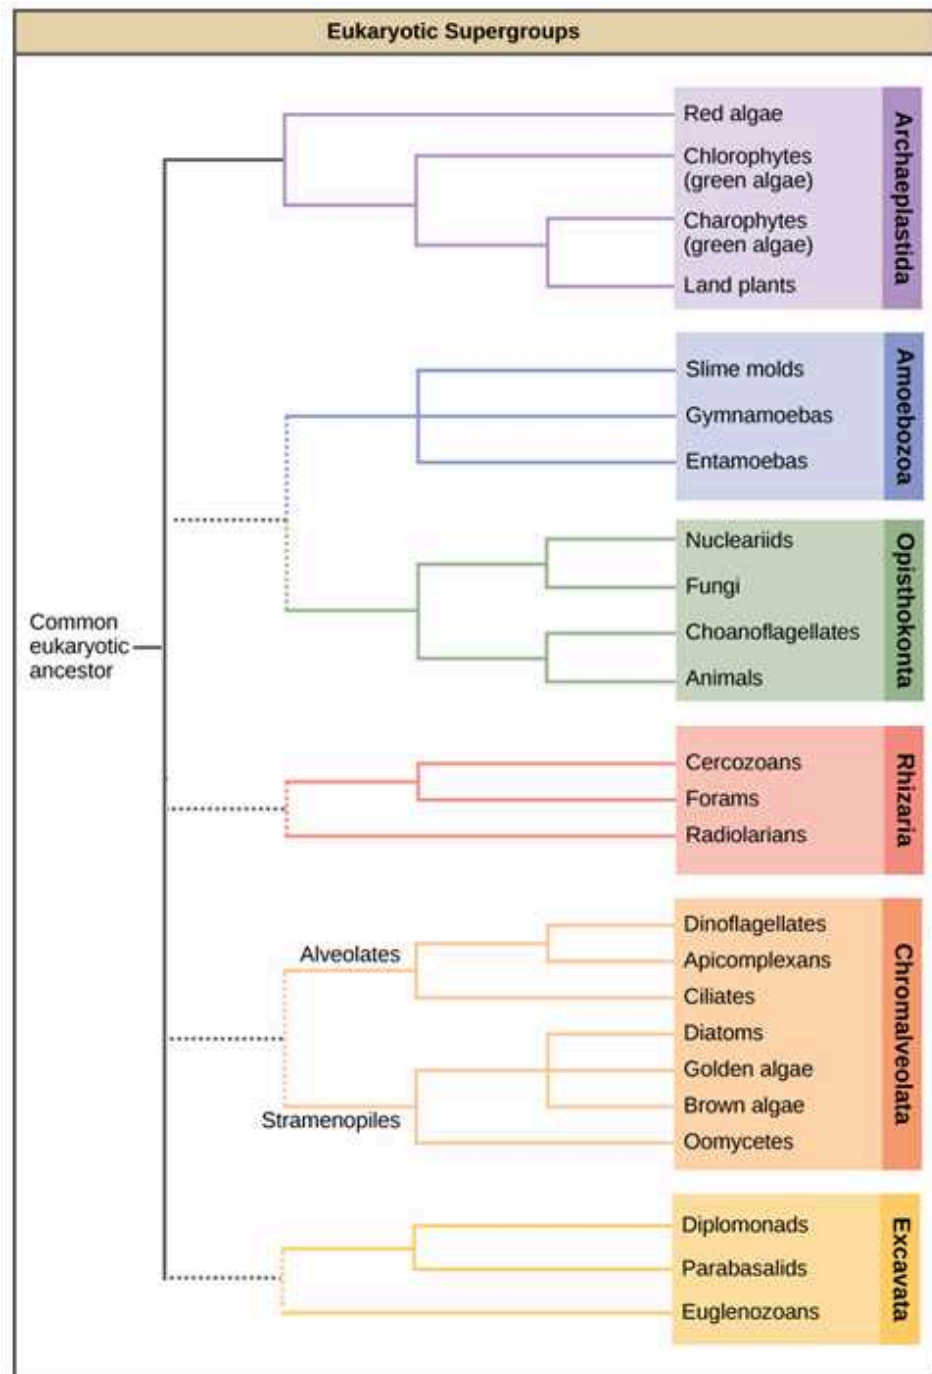 Eukaryotic Supergroups
Red algae
Chlorophytes
(green algae)
Charophytes
(green algae)
Land plants
Archaeplastida
Slime molds
Gymnamoebas
Entamoebas
Amoebozoa
Nucleariids
Fungi
Choanoflagellates
Animals
Opisthokonta
Common
eukaryotic
ancestor
Cercozoans
Forams
Radiolarians
Rhizaria
Alveolates
Dinoflagellates
Apicomplexans
Ciliates
Stramenopiles
Diatoms
Golden algae
Brown algae
Oomycetes
Chromalveolata
Diplomonads
Parabasalids
Euglenozoans
Excavata